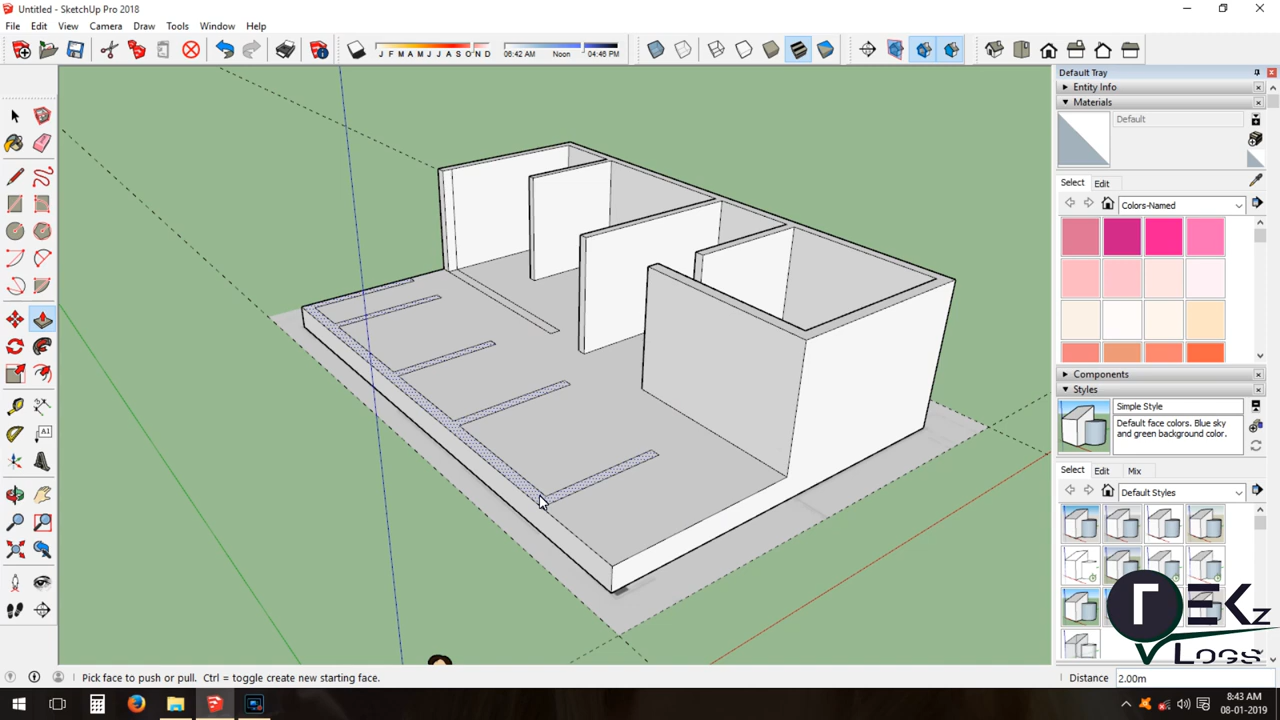 Untitled - SketchUp Pro 2018
File Edit View Camera Draw Tools Window Help
J F M A M J J A S O N D 06:42 AM Noon 04:46 PM
Default Tray
Entity Info
Materials
Default
Select Edit
Colors-Named
Components
Styles
Simple Style
Default face colors. Blue sky and green background color.
Select Edit Mix
Default Styles
A1
TEKz
VLogs
Pick face to push or pull. Ctrl = toggle create new starting face.
Distance 2.00m
8:43 AM
08-01-2019